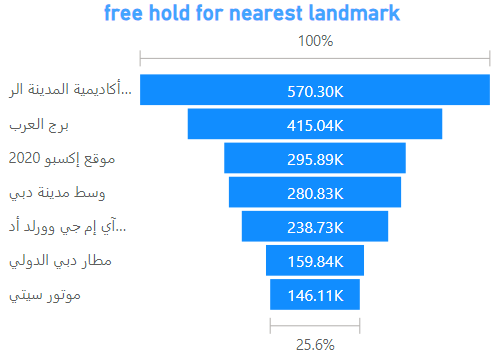 free hold for nearest landmark
100%
أكاديمية المدينة الر...
570.30K
برج العرب
415.04K
موقع إكسبو 2020
295.89K
وسط مدينة دبي
280.83K
آي إم جي وورلد أد...
238.73K
مطار دبي الدولي
159.84K
موتور سيتي
146.11K
25.6%